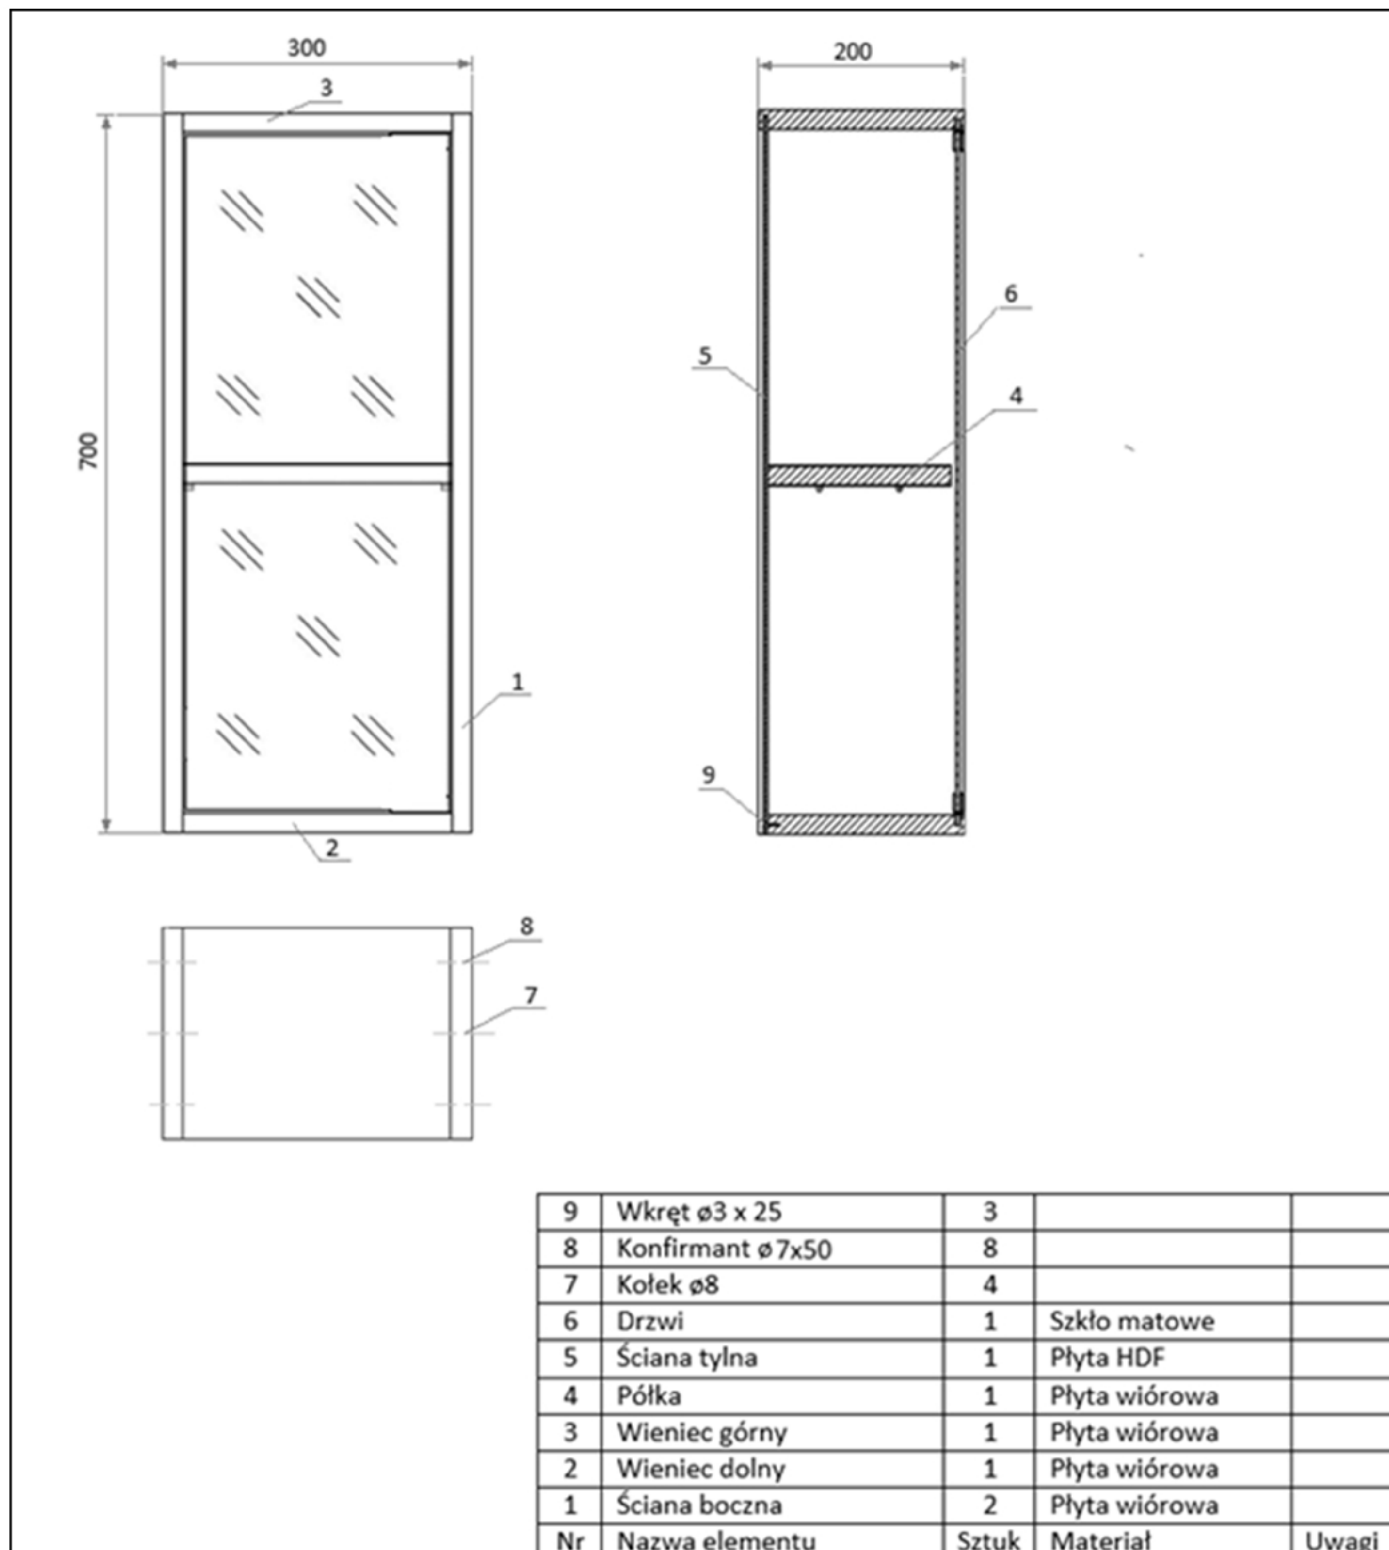 300
200
3
700
6
5
4
1
9
2
8
7
9 Wkręt ø3 x 25 3
8 Konfirmant ø7x50 8
7 Kołek ø8 4
6 Drzwi 1 Szkło matowe
5 Ściana tylna 1 Płyta HDF
4 Półka 1 Płyta wiórowa
3 Wieniec górny 1 Płyta wiórowa
2 Wieniec dolny 1 Płyta wiórowa
1 Ściana boczna 2 Płyta wiórowa
Nr Nazwa elementu Sztuk Materiał Uwagi